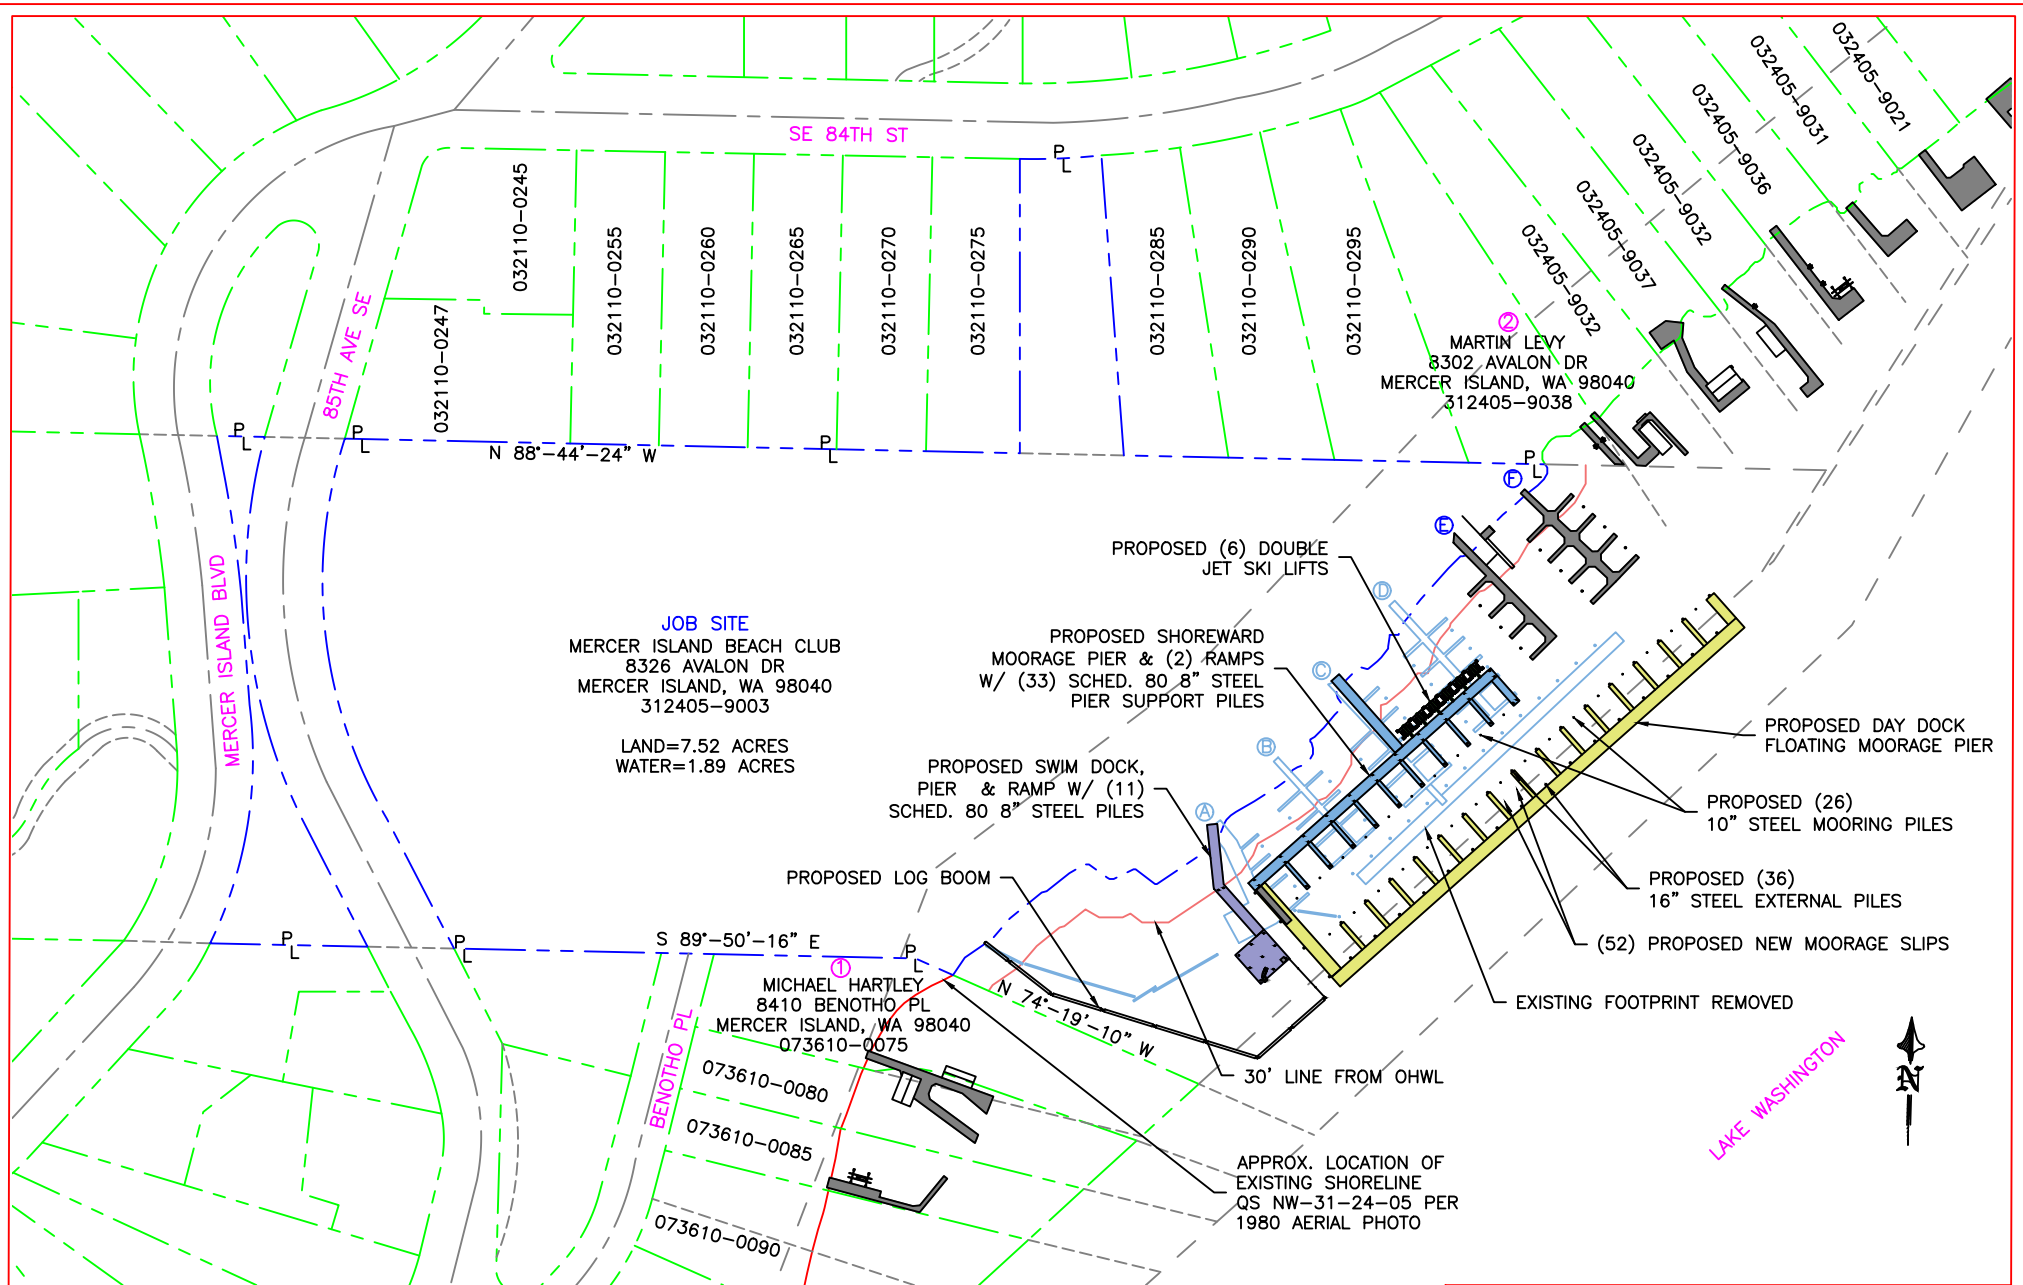 SE 84TH ST
P
L
032405-9021
032405-9031
032405-9036
032405-9032
032405-9037
032405-9032
032110-0245
032110-0247
032110-0255
032110-0260
032110-0265
032110-0270
032110-0275
032110-0285
032110-0290
032110-0295
85TH AVE SE
2
MARTIN LEVY
8302 AVALON DR
MERCER ISLAND, WA 98040
312405-9038
P
L
P
L
N 88°-44'-24" W
P
L
P
L
F
E
D
C
B
A
PROPOSED (6) DOUBLE
JET SKI LIFTS
MERCER ISLAND BLVD
JOB SITE
MERCER ISLAND BEACH CLUB
8326 AVALON DR
MERCER ISLAND, WA 98040
312405-9003
LAND=7.52 ACRES
WATER=1.89 ACRES
PROPOSED SHOREWARD
MOORAGE PIER & (2) RAMPS
W/ (33) SCHED. 80 8" STEEL
PIER SUPPORT PILES
PROPOSED SWIM DOCK,
PIER & RAMP W/ (11)
SCHED. 80 8" STEEL PILES
PROPOSED LOG BOOM
PROPOSED DAY DOCK
FLOATING MOORAGE PIER
PROPOSED (26)
10" STEEL MOORING PILES
PROPOSED (36)
16" STEEL EXTERNAL PILES
(52) PROPOSED NEW MOORAGE SLIPS
EXISTING FOOTPRINT REMOVED
P
L
P
L
S 89°-50'-16" E
P
L
1
MICHAEL HARTLEY
8410 BENOTHO PL
MERCER ISLAND, WA 98040
073610-0075
N 74°-19'-10" W
30' LINE FROM OHWL
BENOTHO PL
073610-0080
073610-0085
073610-0090
APPROX. LOCATION OF
EXISTING SHORELINE
QS NW-31-24-05 PER
1980 AERIAL PHOTO
LAKE WASHINGTON
N